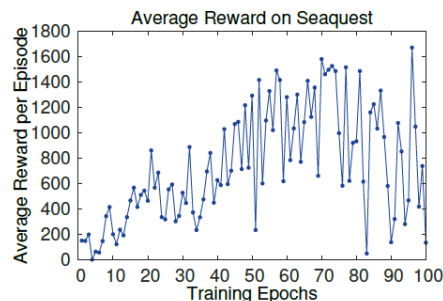 Average Reward on Seaquest
Average Reward per Episode
1800
1600
1400
1200
1000
800
600
400
200
0
0 10 20 30 40 50 60 70 80 90 100
Training Epochs